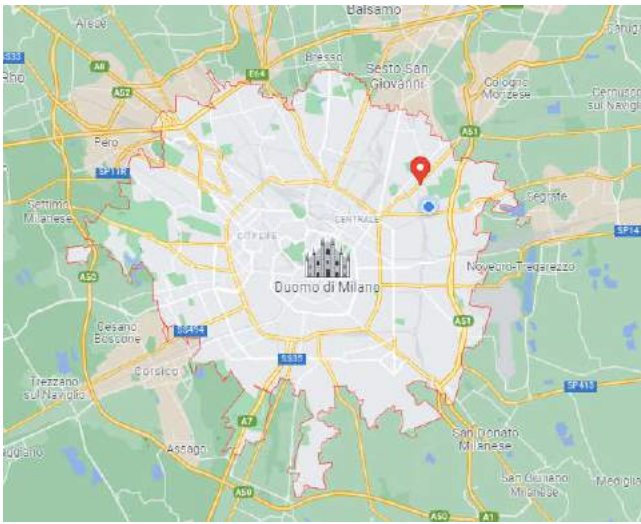 Balsamo
Arese
SS33
Rho
A8
E64
Bresso
Sesto San
Giovanni
Cologno
Monzese
Cernusco
sul Naviglio
A52
Pero
A51
SP11R
Settimo
Milanese
Segrate
CENTRALE
CITYLIFE
SP14
Novegro-Tregarezzo
A50
Duomo di Milano
A51
Cesano
Boscone
SS494
SS35
Corsico
Trezzano
sul Naviglio
SP415
A7
Assago
San Donato
Milanese
San Giuliano
Milanese
A50
A50
A1